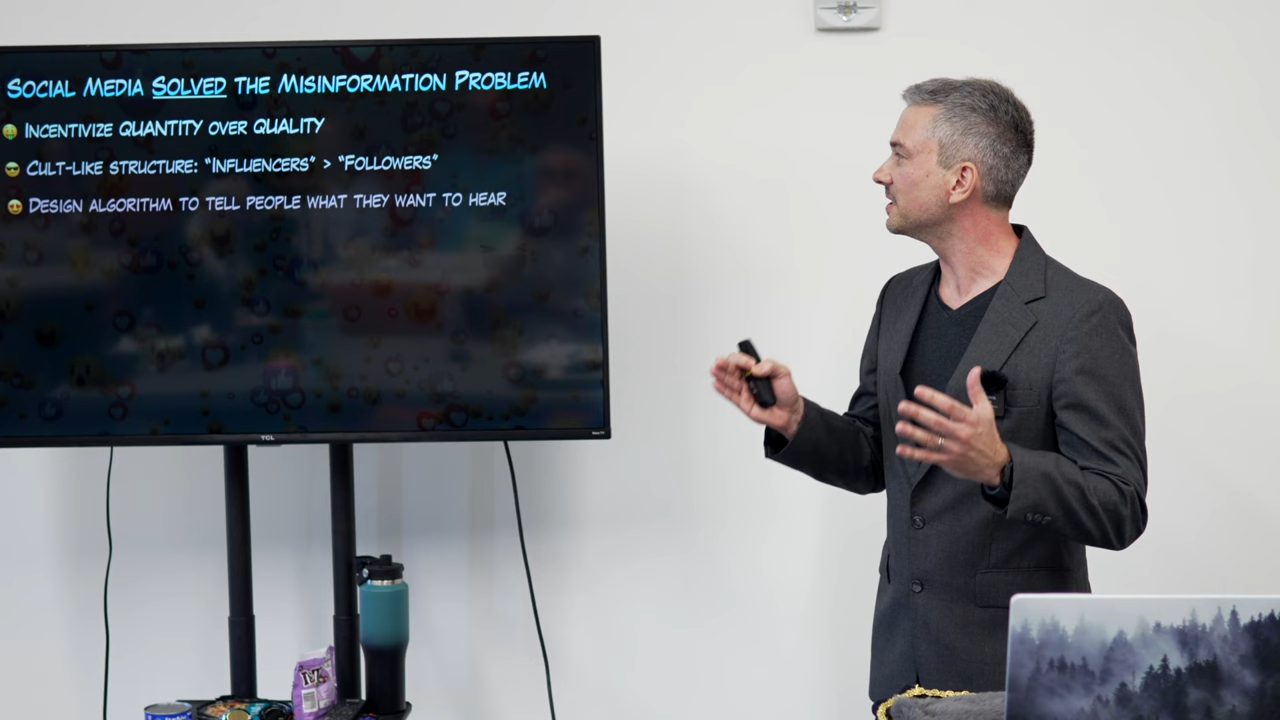 Social Media Solved the Misinformation Problem
🤑 Incentivize QUANTITY over QUALITY
😎 Cult-like structure: “Influencers” > “Followers”
😍 Design algorithm to tell people what they want to hear
TCL